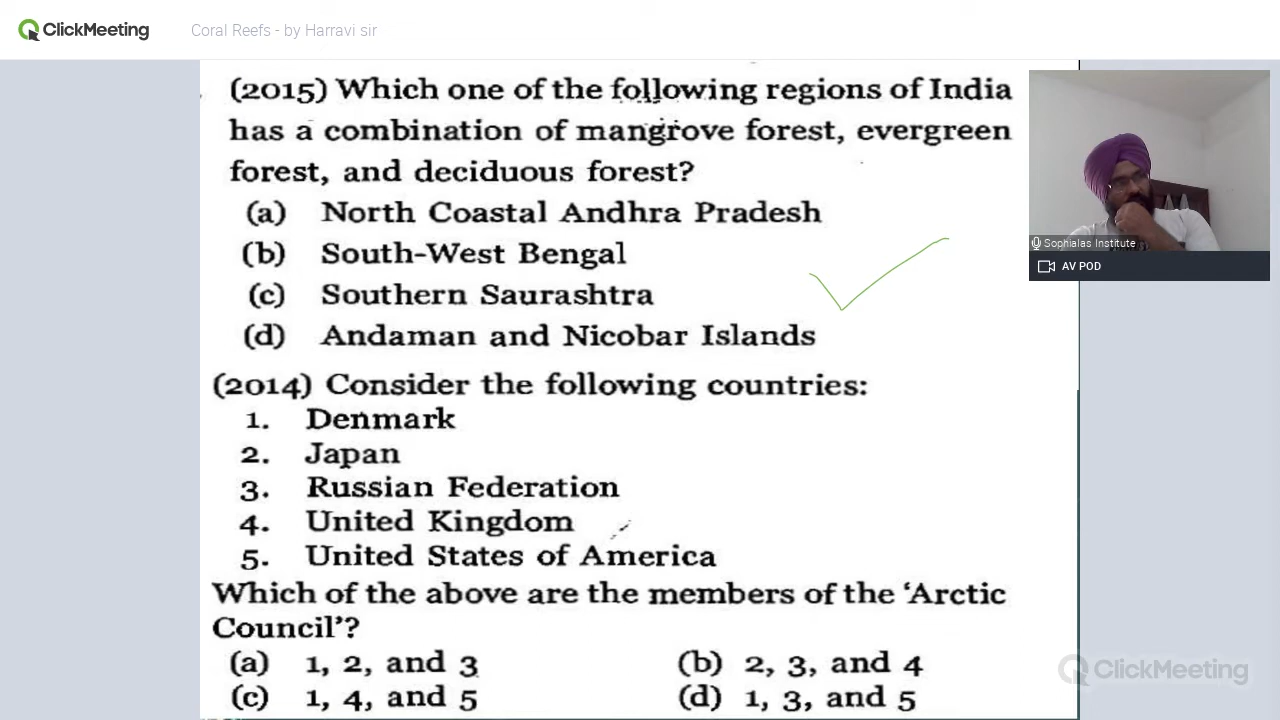 ClickMeeting
Coral Reefs - by Harravi sir
(2015) Which one of the following regions of India
has a combination of mangrove forest, evergreen
forest, and deciduous forest?
(a) North Coastal Andhra Pradesh
(b) South-West Bengal
(c) Southern Saurashtra
(d) Andaman and Nicobar Islands
(2014) Consider the following countries:
1. Denmark
2. Japan
3. Russian Federation
4. United Kingdom
5. United States of America
Which of the above are the members of the ‘Arctic
Council’?
(a) 1, 2, and 3 (b) 2, 3, and 4
(c) 1, 4, and 5 (d) 1, 3, and 5
Sophialas Institute
AV POD
ClickMeeting